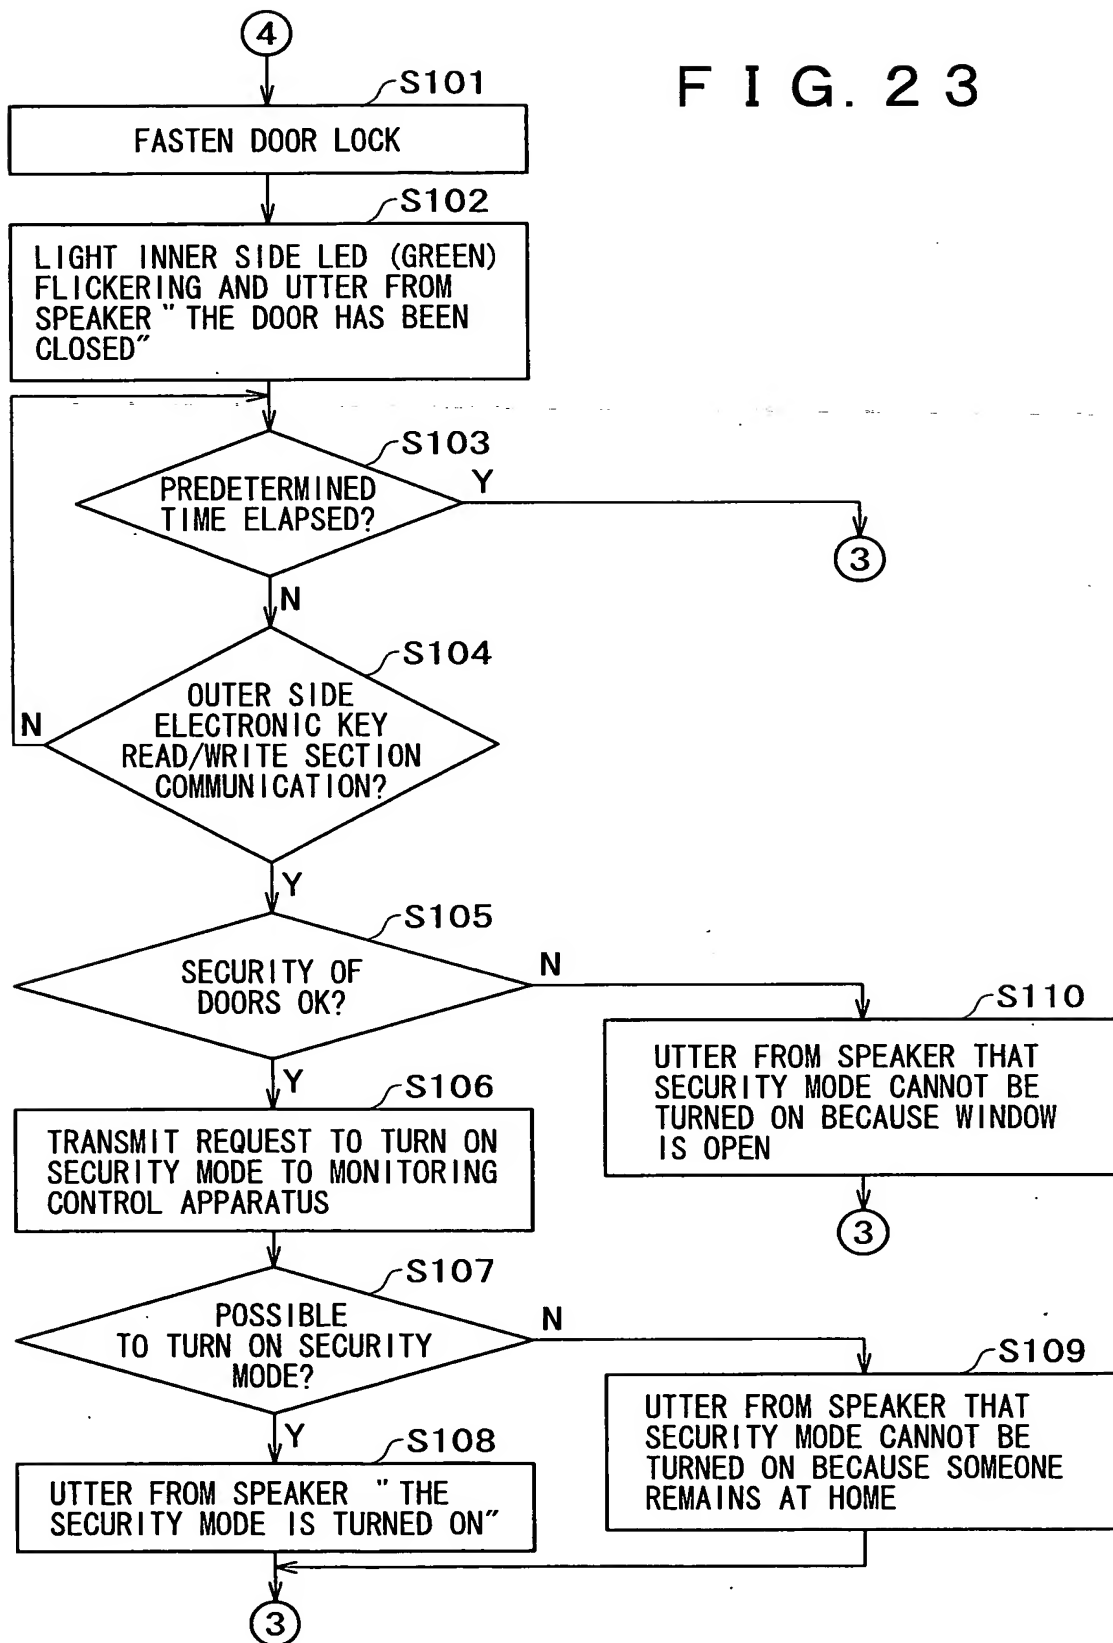 4
FIG. 23
S101
FASTEN DOOR LOCK
S102
LIGHT INNER SIDE LED (GREEN)
FLICKERING AND UTTER FROM
SPEAKER " THE DOOR HAS BEEN
CLOSED"
S103
PREDETERMINED
TIME ELAPSED?
Y
3
N
S104
OUTER SIDE
ELECTRONIC KEY
READ/WRITE SECTION
COMMUNICATION?
N
Y
S105
SECURITY OF
DOORS OK?
N
S110
UTTER FROM SPEAKER THAT
SECURITY MODE CANNOT BE
TURNED ON BECAUSE WINDOW
IS OPEN
3
Y
S106
TRANSMIT REQUEST TO TURN ON
SECURITY MODE TO MONITORING
CONTROL APPARATUS
S107
POSSIBLE
TO TURN ON SECURITY
MODE?
N
S109
UTTER FROM SPEAKER THAT
SECURITY MODE CANNOT BE
TURNED ON BECAUSE SOMEONE
REMAINS AT HOME
Y
S108
UTTER FROM SPEAKER " THE
SECURITY MODE IS TURNED ON"
3